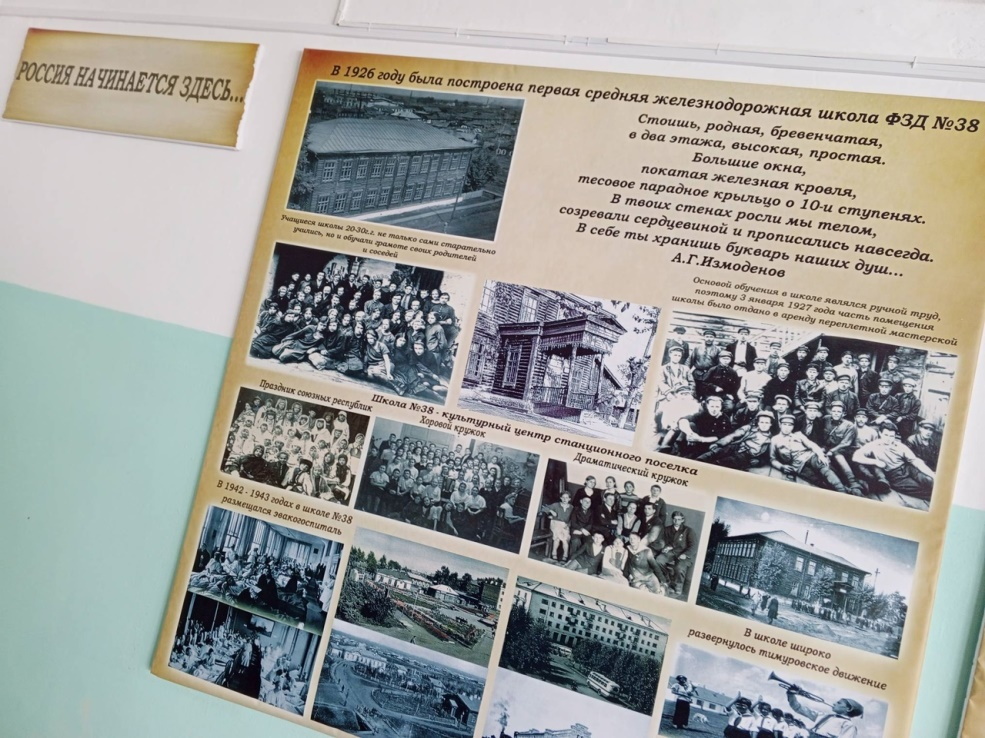 РОССИЯ НАЧИНАЕТСЯ ЗДЕСЬ...
В 1926 году была построена первая средняя железнодорожная школа ФЗД №38
Стоишь, родная, бревенчатая,
в два этажа, высокая, простая.
Большие окна,
покатая железная кровля,
тесовое парадное крыльцо о 10-и ступенях.
В твоих стенах росли мы телом,
созревали сердцевиной и прописались навсегда.
В себе ты хранишь букварь наших душ...
А.Г.Измоденов
Учащиеся школы 20-30г.г. не только сами старательно
учились, но и обучали грамоте своих родителей
и соседей
Основой обучения в школе являлся ручной труд,
поэтому 3 января 1927 года часть помещения
школы было отдано в аренду переплетной мастерской
Праздник союзных республик
Школа №38 - культурный центр станционного поселка
Хоровой кружок
Драматический кружок
В 1942 - 1943 годах в школе №38
размещался эвакогоспиталь
В школе широко
развернулось тимуровское движение